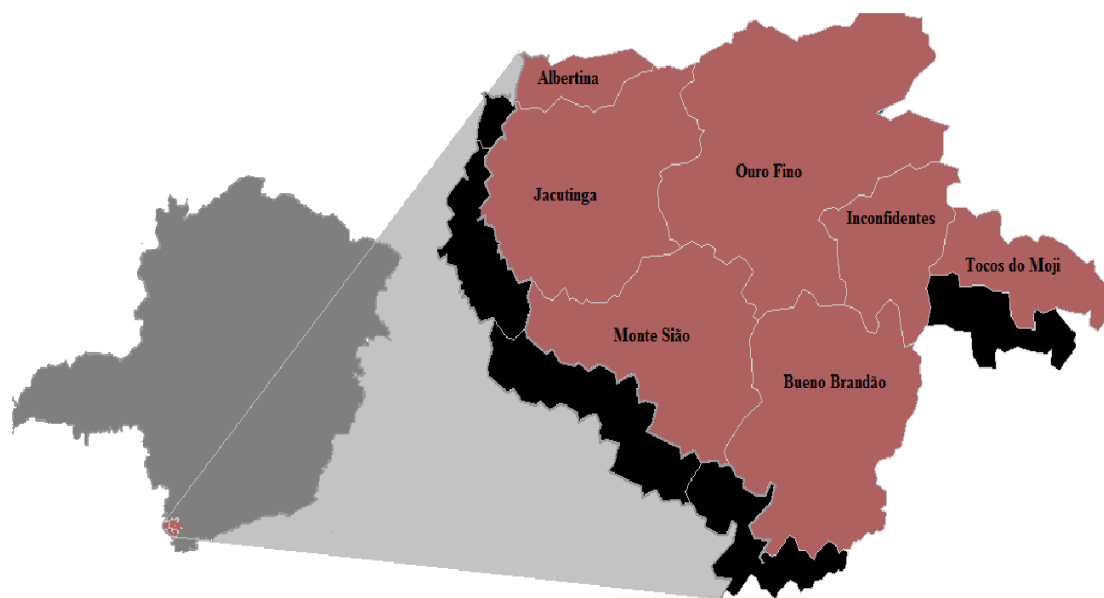 Albertina
Ouro Fino
Jacutinga
Inconfidentes
Tocos do Moji
Monte Sião
Bueno Brandão